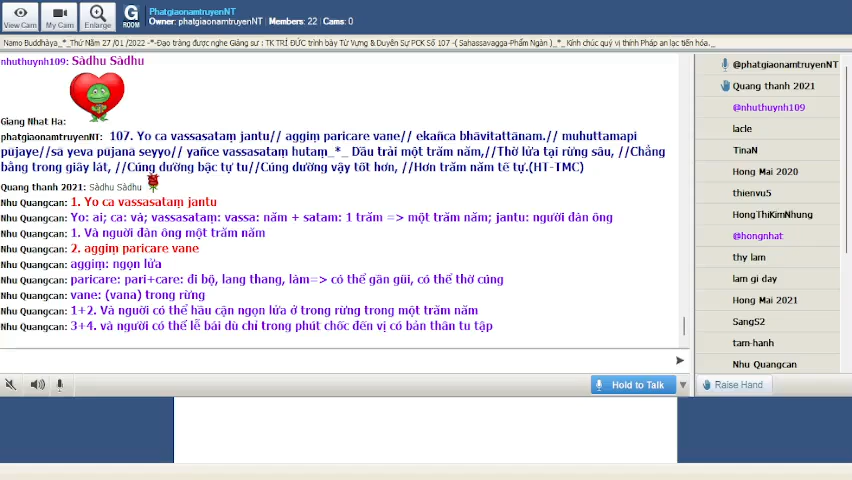 View Cam
My Cam
Enlarge
G
ROOM
PhatgiaonamtruyenNT
Owner: phatgiaonamtruyenNT | Members: 22 | Cams: 0
Namo Buddhàya_*_Thứ Năm 27 /01 /2022 -*-Đạo tràng được nghe Giảng sư : TK TRÍ ĐỨC trình bày Từ Vựng & Duyên Sự PCK Số 107 -( Sahassavagga-Phẩm Ngàn )_*_ Kính chúc quý vị thính Pháp an lạc tiến hóa._
nhuthuynh109: Sàdhu Sàdhu
Giang Nhat Ha:
phatgiaonamtruyenNT: 107. Yo ca vassasataṃ jantu// aggiṃ paricare vane// ekañca bhāvitattānaṃ.// muhuttamapi
pūjaye//sā yeva pūjanā seyyo// yañce vassasataṃ hutaṃ_*_ Dầu trải một trăm năm,//Thờ lửa tại rừng sâu, //Chẳng
bằng trong giây lát, //Cúng dường bậc tự tu//Cúng dường vậy tốt hơn, //Hơn trăm năm tế tự.(HT-TMC)
Quang thanh 2021: Sàdhu Sàdhu
Nhu Quangcan: 1. Yo ca vassasataṃ jantu
Nhu Quangcan: Yo: ai; ca: và; vassasataṃ: vassa: năm + satam: 1 trăm => một trăm năm; jantu: người đàn ông
Nhu Quangcan: 1. Và người đàn ông một trăm năm
Nhu Quangcan: 2. aggiṃ paricare vane
Nhu Quangcan: aggiṃ: ngọn lửa
Nhu Quangcan: paricare: pari+care: đi bộ, lang thang, làm=> có thể gần gũi, có thể thờ cúng
Nhu Quangcan: vane: (vana) trong rừng
Nhu Quangcan: 1+2. Và người có thể hầu cận ngọn lửa ở trong rừng trong một trăm năm
Nhu Quangcan: 3+4. và người có thể lễ bái dù chỉ trong phút chốc đến vị có bản thân tu tập
Hold to Talk
@phatgiaonamtruyenNT
Quang thanh 2021
@nhuthuynh109
lacle
TinaN
Hong Mai 2020
thienvu5
HongThiKimNhung
@hongnhat
thy lam
lam gi day
Hong Mai 2021
SangS2
tam-hanh
Nhu Quangcan
Raise Hand